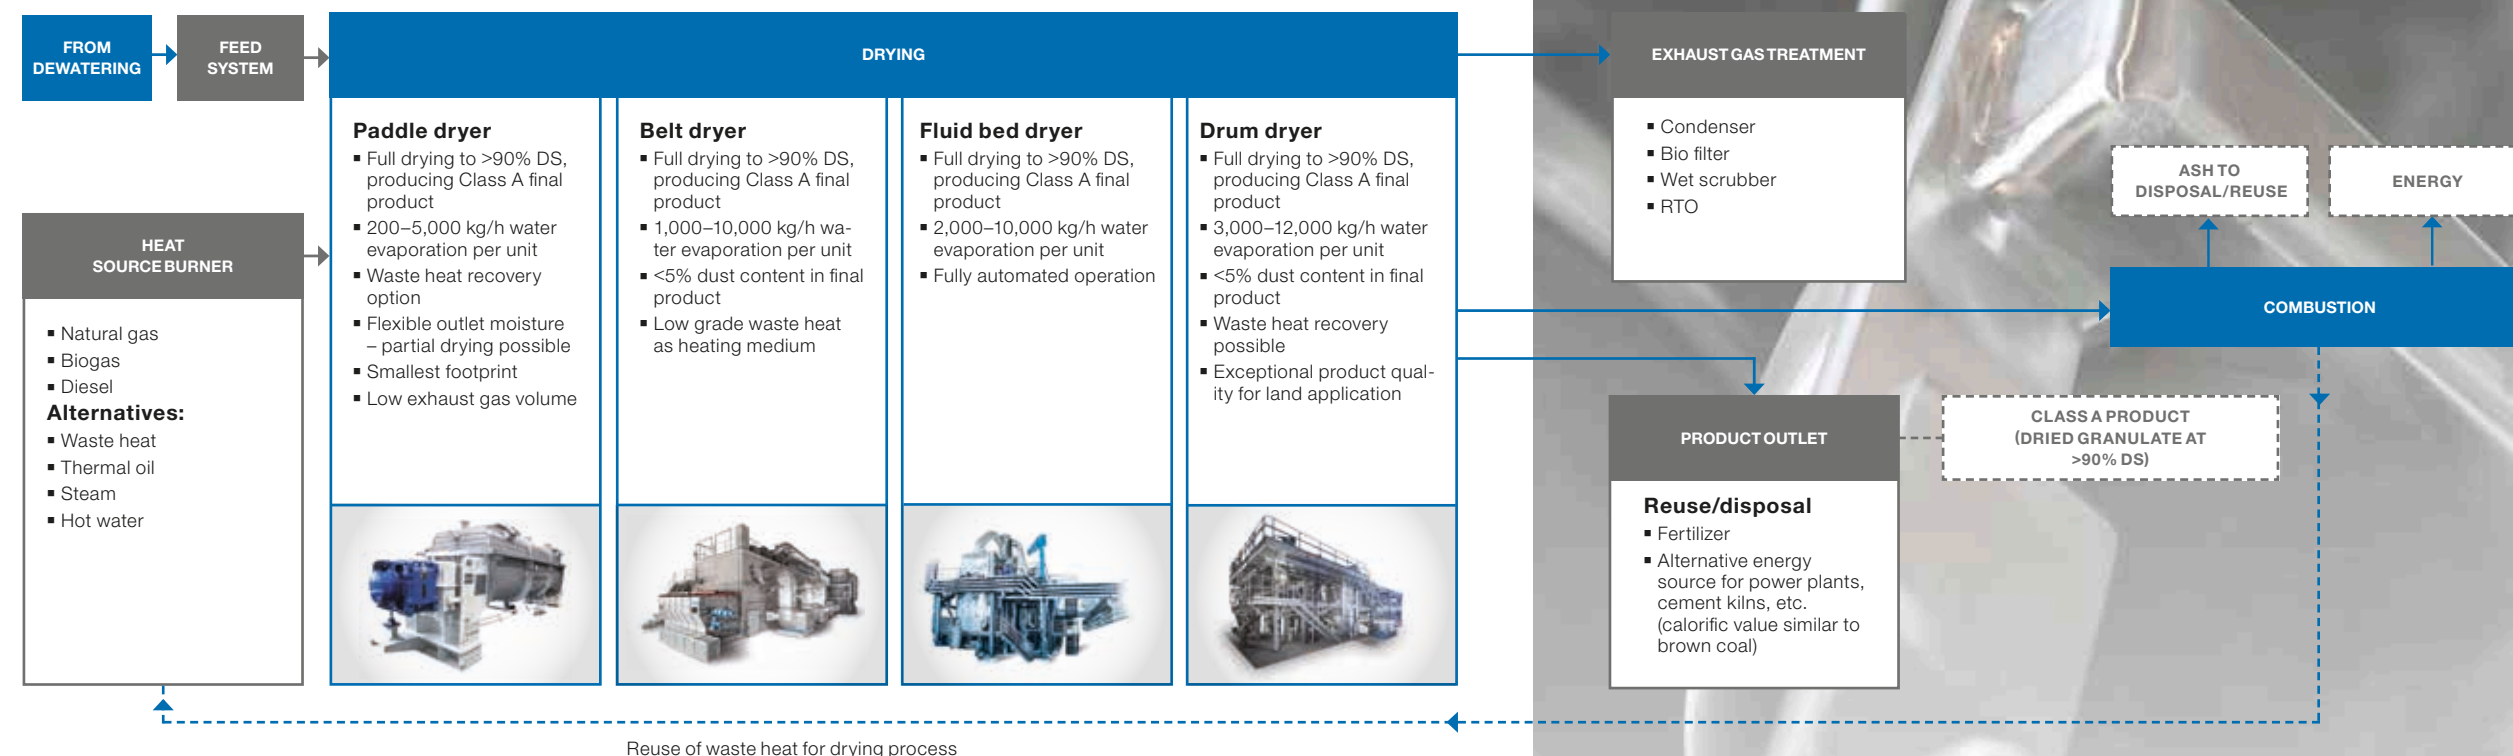 FROM
DEWATERING
FEED
SYSTEM
DRYING
EXHAUST GAS TREATMENT
HEAT
SOURCE BURNER
▪ Natural gas
▪ Biogas
▪ Diesel
Alternatives:
▪ Waste heat
▪ Thermal oil
▪ Steam
▪ Hot water
Paddle dryer
▪ Full drying to >90% DS,
producing Class A final
product
▪ 200–5,000 kg/h water
evaporation per unit
▪ Waste heat recovery
option
▪ Flexible outlet moisture
– partial drying possible
▪ Smallest footprint
▪ Low exhaust gas volume
Belt dryer
▪ Full drying to >90% DS,
producing Class A final
product
▪ 1,000–10,000 kg/h wa-
ter evaporation per unit
▪ <5% dust content in final
product
▪ Low grade waste heat
as heating medium
Fluid bed dryer
▪ Full drying to >90% DS,
producing Class A final
product
▪ 2,000–10,000 kg/h water
evaporation per unit
▪ Fully automated operation
Drum dryer
▪ Full drying to >90% DS,
producing Class A final
product
▪ 3,000–12,000 kg/h water
evaporation per unit
▪ <5% dust content in final
product
▪ Waste heat recovery
possible
▪ Exceptional product qual-
ity for land application
▪ Condenser
▪ Bio filter
▪ Wet scrubber
▪ RTO
ASH TO
DISPOSAL/REUSE
ENERGY
COMBUSTION
PRODUCT OUTLET
CLASS A PRODUCT
(DRIED GRANULATE AT
>90% DS)
Reuse/disposal
▪ Fertilizer
▪ Alternative energy
source for power plants,
cement kilns, etc.
(calorific value similar to
brown coal)
Reuse of waste heat for drying process